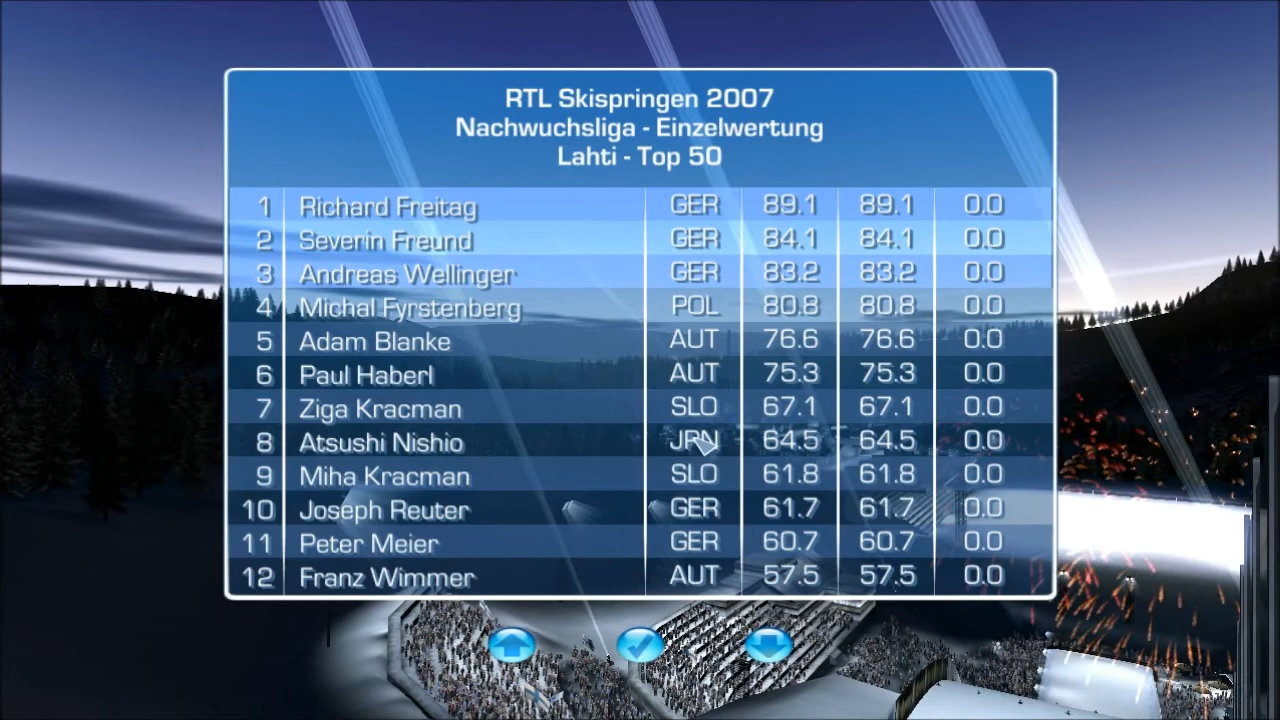 RTL Skispringen 2007
Nachwuchsliga - Einzelwertung
Lahti - Top 50
1 Richard Freitag GER 89.1 89.1 0.0
2 Severin Freund GER 84.1 84.1 0.0
3 Andreas Wellinger GER 83.2 83.2 0.0
4 Michal Fyrstenberg POL 80.8 80.8 0.0
5 Adam Blanke AUT 76.6 76.6 0.0
6 Paul Haberl AUT 75.3 75.3 0.0
7 Ziga Kracman SLO 67.1 67.1 0.0
8 Atsushi Nishio JPN 64.5 64.5 0.0
9 Miha Kracman SLO 61.8 61.8 0.0
10 Joseph Reuter GER 61.7 61.7 0.0
11 Peter Meier GER 60.7 60.7 0.0
12 Franz Wimmer AUT 57.5 57.5 0.0